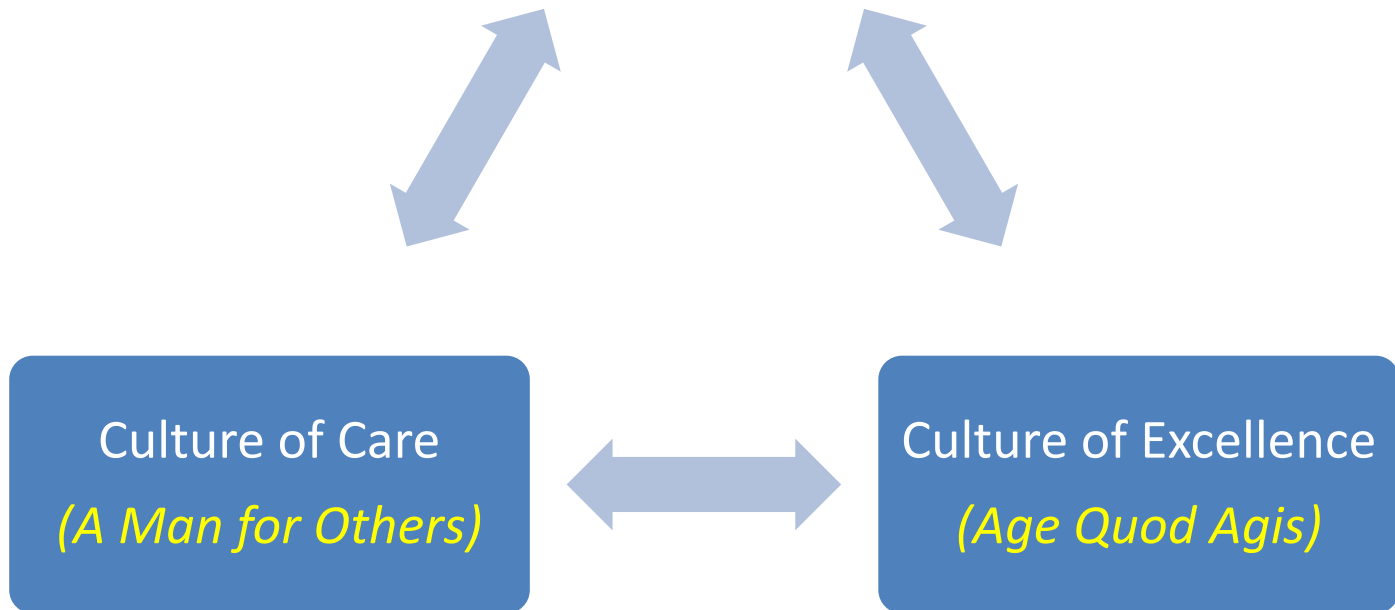 Culture of Care
(A Man for Others)
Culture of Excellence
(Age Quod Agis)